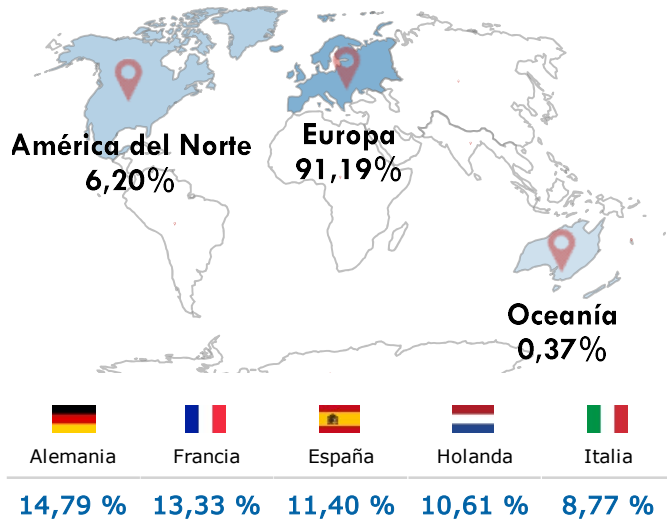 América del Norte
6,20%
Europa
91,19%
Oceanía
0,37%
Alemania Francia España Holanda Italia
14,79 % 13,33 % 11,40 % 10,61 % 8,77 %